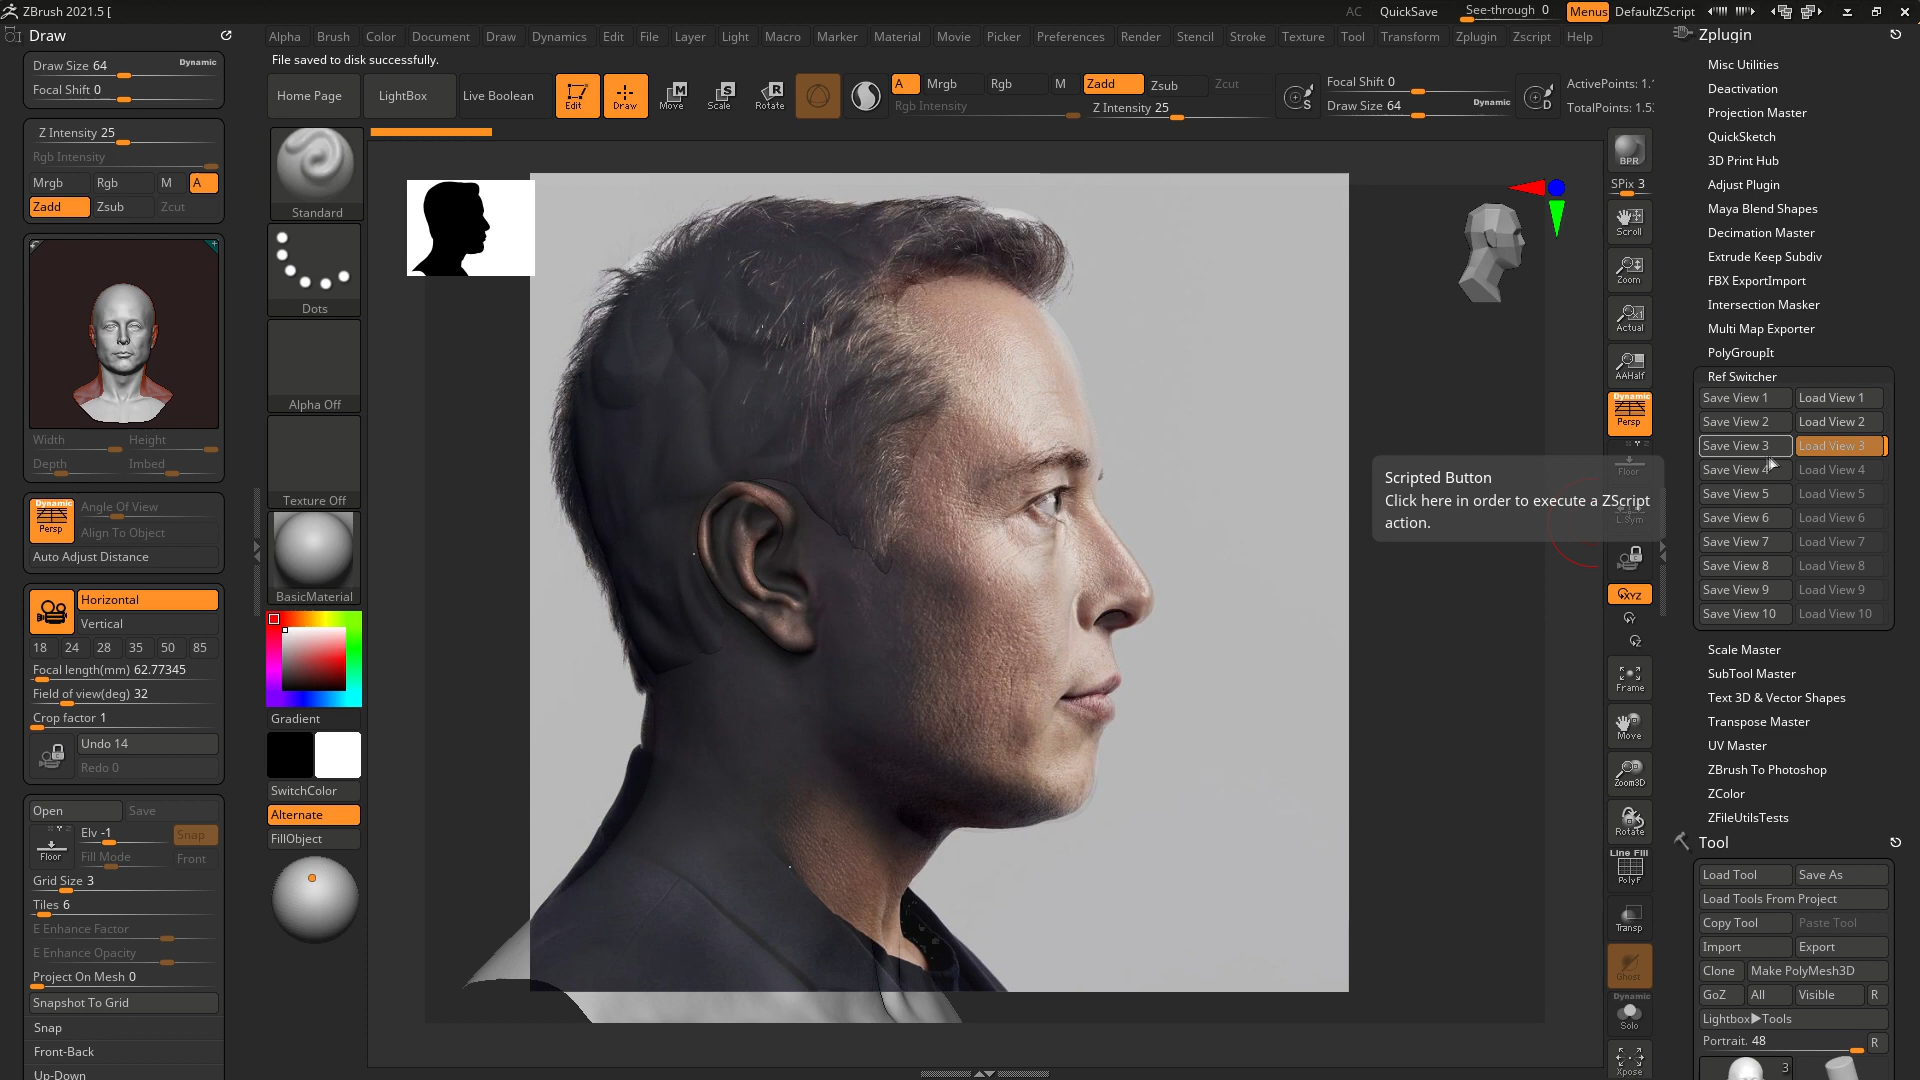 ZBrush 2021.5 [
AC QuickSave See-through 0 Menus DefaultZScript
Draw
Alpha Brush Color Document Draw Dynamics Edit File Layer Light Macro Marker Material Movie Picker Preferences Render Stencil Stroke Texture Tool Transform Zplugin Zscript Help
File saved to disk successfully.
Home Page LightBox Live Boolean Edit Draw Move Scale Rotate
A Mrgb Rgb M Zadd Zsub Zcut
Rgb Intensity Z Intensity 25
Focal Shift 0
Draw Size 64 Dynamic
ActivePoints: 1.
TotalPoints: 1.5
Draw Size 64 Dynamic
Focal Shift 0
Z Intensity 25
Rgb Intensity
Mrgb Rgb M A
Zadd Zsub Zcut
Width Height
Depth Imbed
Dynamic
Persp
Angle Of View
Align To Object
Auto Adjust Distance
Horizontal
Vertical
18 24 28 35 50 85
Focal length(mm) 62.77345
Field of view(deg) 32
Crop factor 1
Undo 14
Redo 0
Open Save
Elv -1 Snap
Floor Fill Mode Front
Grid Size 3
Tiles 6
E Enhance Factor
E Enhance Opacity
Project On Mesh 0
Snapshot To Grid
Snap
Front-Back
Up-Down
Standard
Dots
Alpha Off
Texture Off
BasicMaterial
Gradient
SwitchColor
Alternate
FillObject
Scripted Button
Click here in order to execute a ZScript
action.
BPR
SPix 3
Scroll
Zoom
Actual
AAHalf
Dynamic
Persp
Floor
L.Sym
XYZ
Frame
Move
Zoom3D
Rotate
Line Fill
PolyF
Transp
Ghost
Dynamic
Solo
Xpose
Zplugin
Misc Utilities
Deactivation
Projection Master
QuickSketch
3D Print Hub
Adjust Plugin
Maya Blend Shapes
Decimation Master
Extrude Keep Subdiv
FBX ExportImport
Intersection Masker
Multi Map Exporter
PolyGroupIt
Ref Switcher
Save View 1 Load View 1
Save View 2 Load View 2
Save View 3 Load View 3
Save View 4 Load View 4
Save View 5 Load View 5
Save View 6 Load View 6
Save View 7 Load View 7
Save View 8 Load View 8
Save View 9 Load View 9
Save View 10 Load View 10
Scale Master
SubTool Master
Text 3D & Vector Shapes
Transpose Master
UV Master
ZBrush To Photoshop
ZColor
ZFileUtilsTests
Tool
Load Tool Save As
Load Tools From Project
Copy Tool Paste Tool
Import Export
Clone Make PolyMesh3D
GoZ All Visible R
Lightbox▶Tools
Portrait. 48 R
3